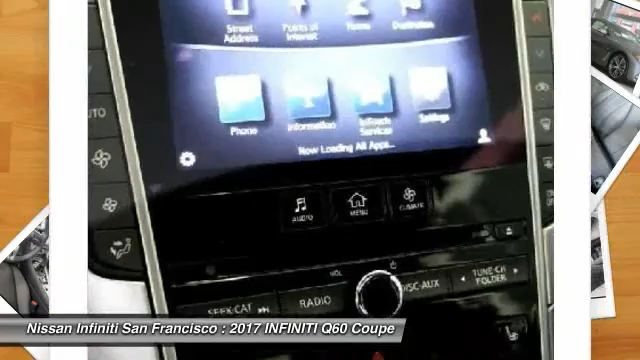 Street Address
Points of Interest
Home
Destination
Phone
Information
InTouch Services
Settings
Now Loading All Apps...
AUTO
AUDIO
MENU
CLIMATE
VOL
SEEK·CAT
RADIO
DISC·AUX
TUNE·CH FOLDER
Nissan Infiniti San Francisco : 2017 INFINITI Q60 Coupe